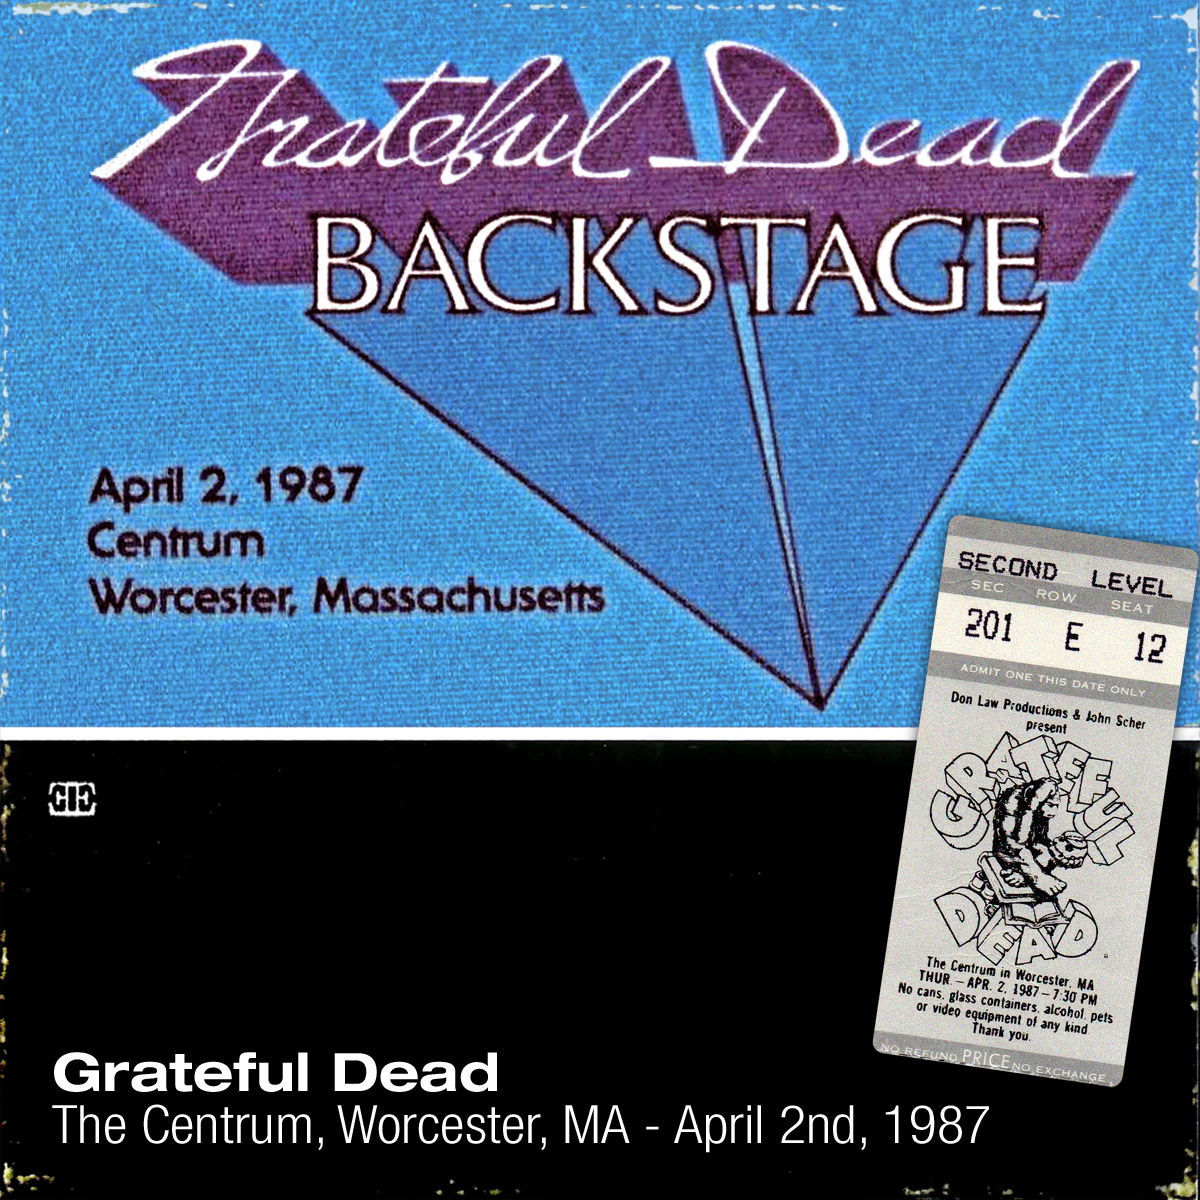 Grateful Dead
BACKSTAGE
April 2, 1987
Centrum
Worcester, Massachusetts
SECOND LEVEL
SEC ROW SEAT
201 E 12
ADMIT ONE THIS DATE ONLY
Don Law Productions & John Scher
present
GRATEFUL
DEAD
The Centrum in Worcester, MA
THUR. – APR. 2, 1987 – 7:30 PM
No cans, glass containers, alcohol, pets
or video equipment of any kind
Thank you.
NO REFUND PRICE NO EXCHANGE
Grateful Dead
The Centrum, Worcester, MA - April 2nd, 1987